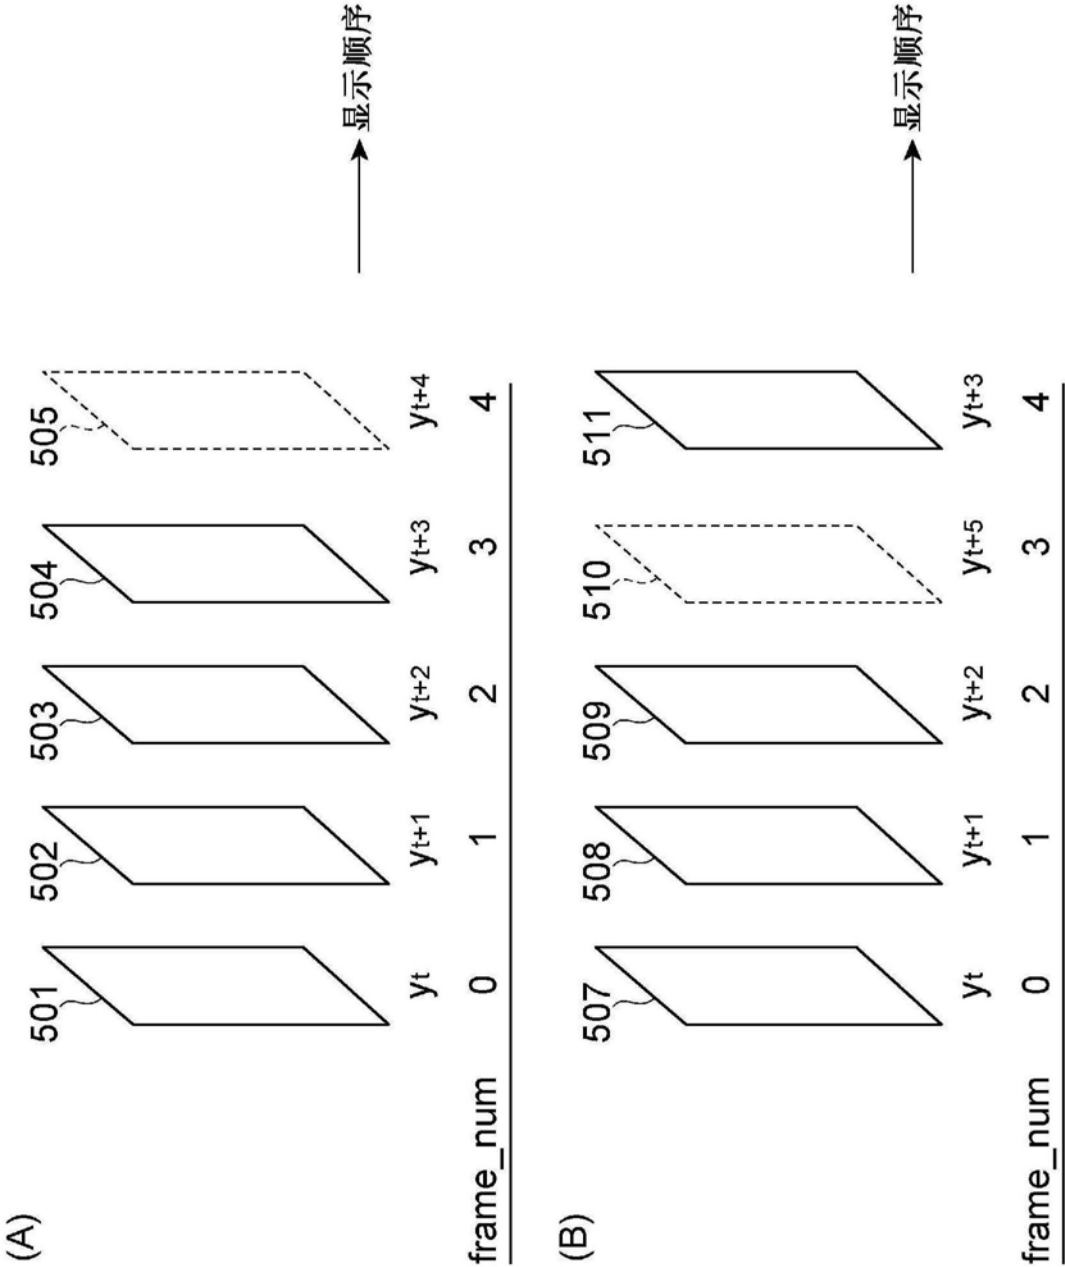 (A)
501 502 503 504 505
yt yt+1 yt+2 yt+3 yt+4
显示顺序
frame_num 0 1 2 3 4
(B)
507 508 509 510 511
yt yt+1 yt+2 yt+5 yt+3
显示顺序
frame_num 0 1 2 3 4